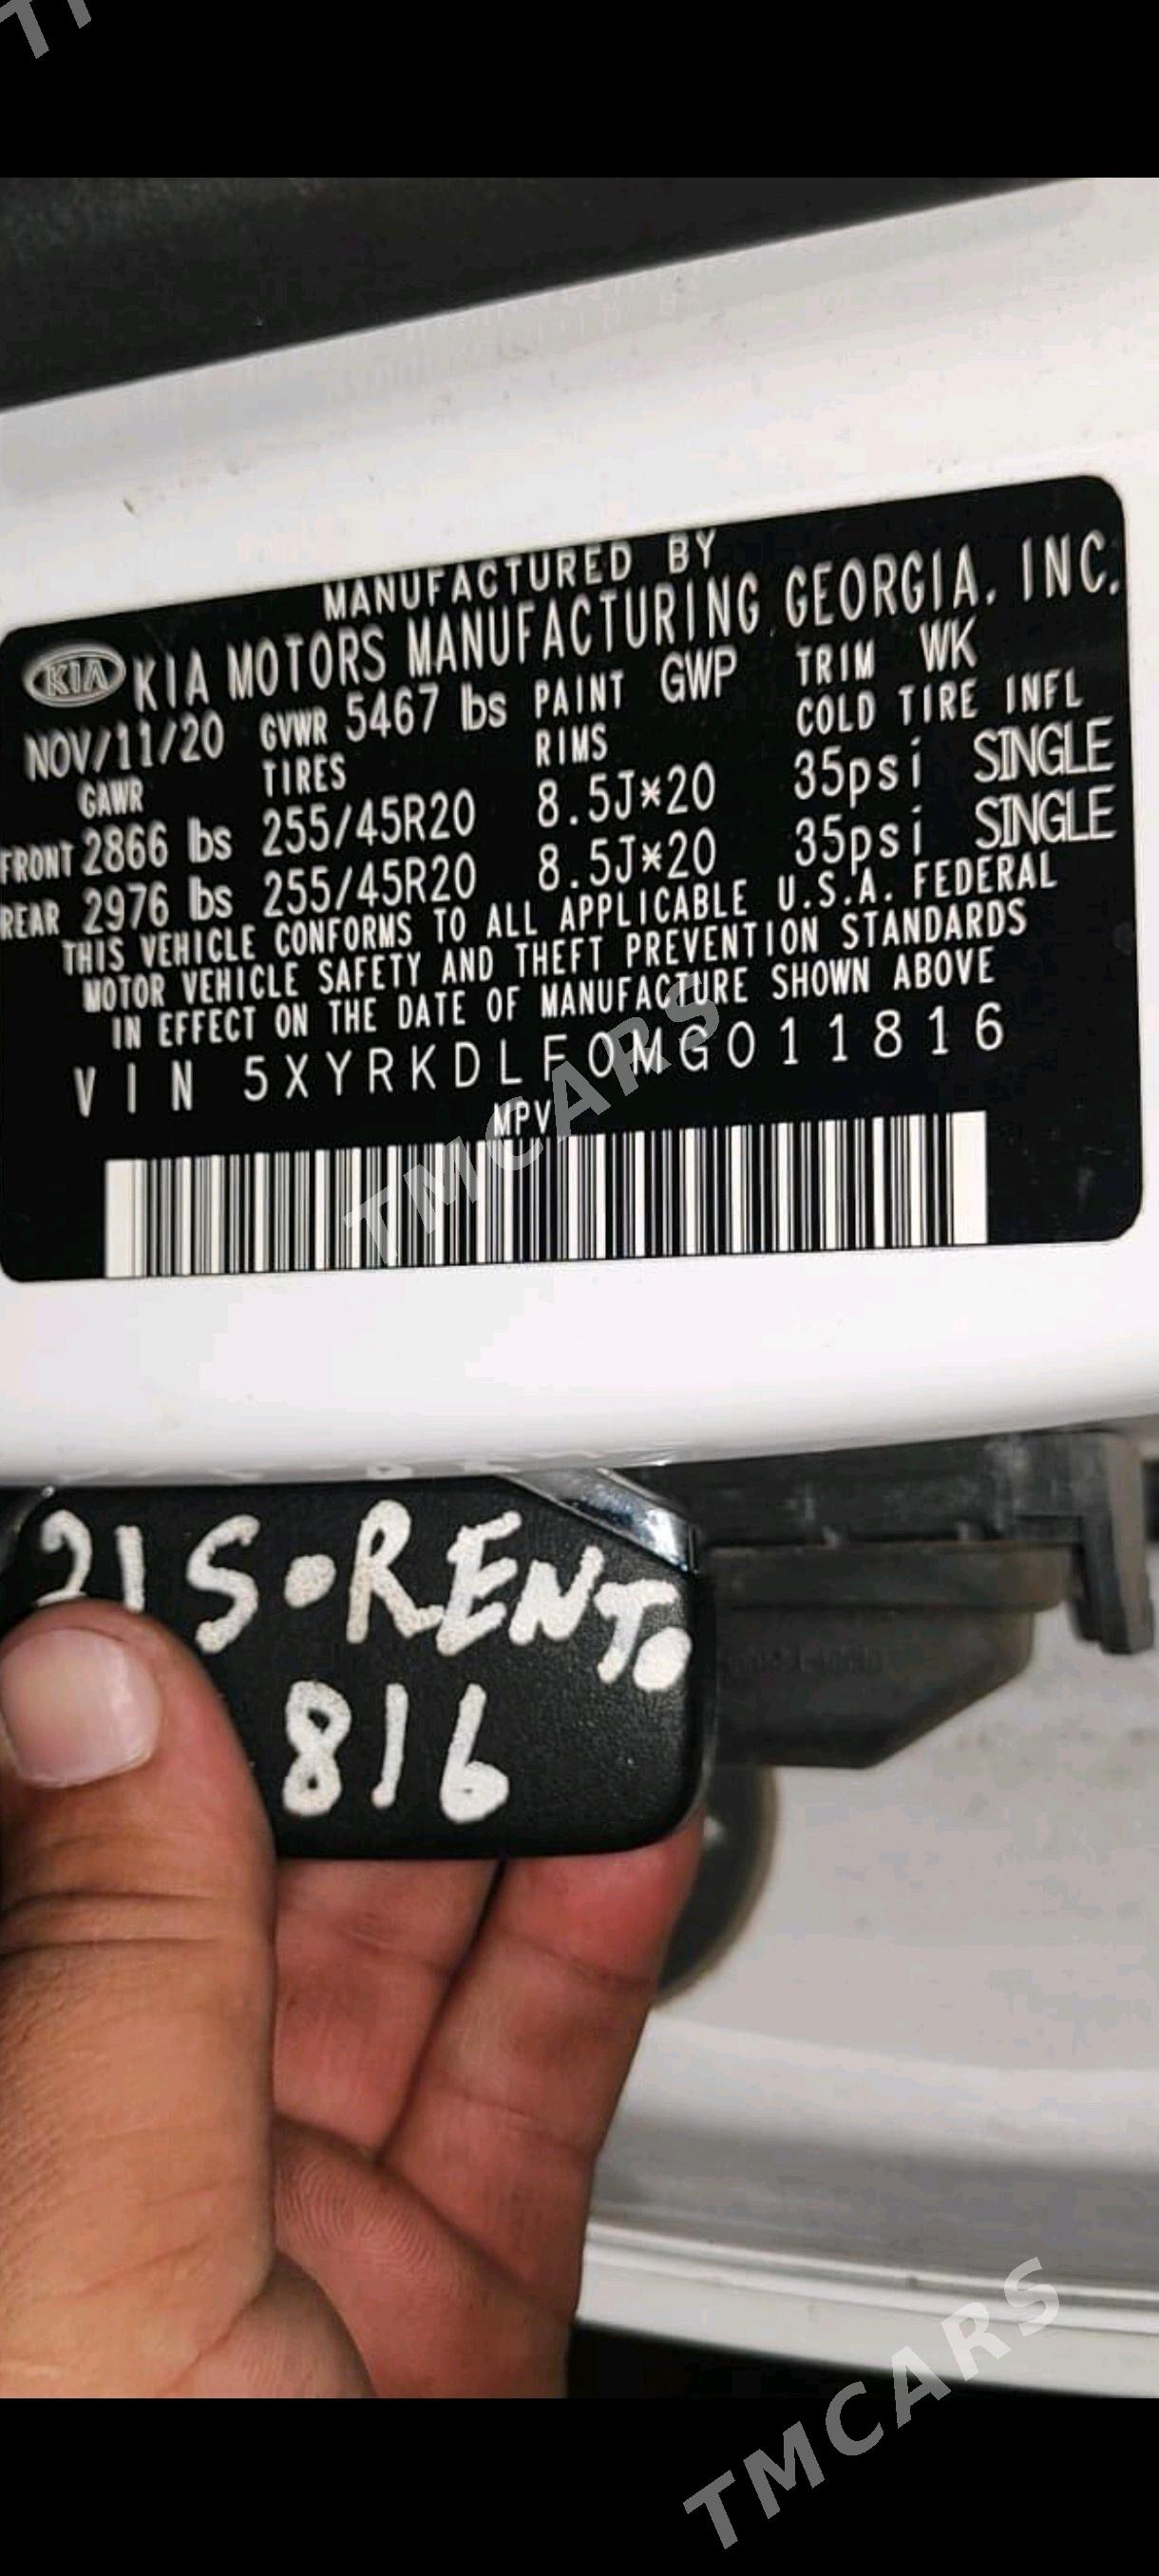 MANUFACTURED BY
KIA KIA MOTORS MANUFACTURING GEORGIA, INC.
NOV/11/20 GVWR 5467 lbs PAINT GWP TRIM WK
GAWR TIRES RIMS COLD TIRE INFL
FRONT 2866 lbs 255/45R20 8.5J*20 35psi SINGLE
REAR 2976 lbs 255/45R20 8.5J*20 35psi SINGLE
THIS VEHICLE CONFORMS TO ALL APPLICABLE U.S.A. FEDERAL
MOTOR VEHICLE SAFETY AND THEFT PREVENTION STANDARDS
IN EFFECT ON THE DATE OF MANUFACTURE SHOWN ABOVE
VIN 5XYRKDLF0MG011816
MPV
TMCARS
21 S·RENTO
816
TMCARS